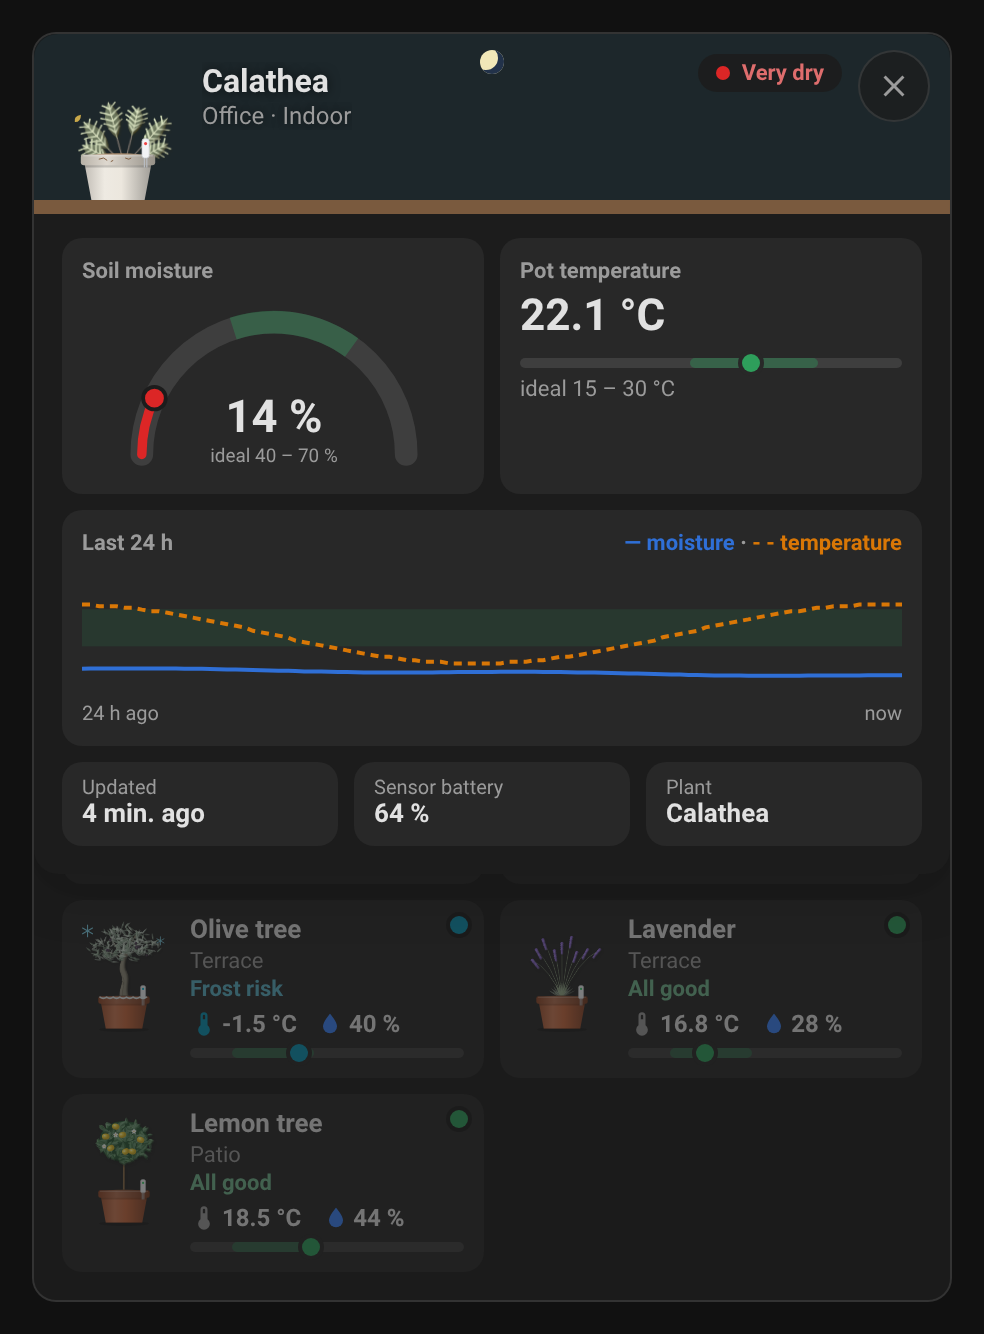 Calathea
Office · Indoor
Very dry
Soil moisture
14 %
ideal 40 – 70 %
Pot temperature
22.1 °C
ideal 15 – 30 °C
Last 24 h
— moisture · - - temperature
24 h ago
now
Updated
4 min. ago
Sensor battery
64 %
Plant
Calathea
Olive tree
Terrace
Frost risk
-1.5 °C 40 %
Lavender
Terrace
All good
16.8 °C 28 %
Lemon tree
Patio
All good
18.5 °C 44 %